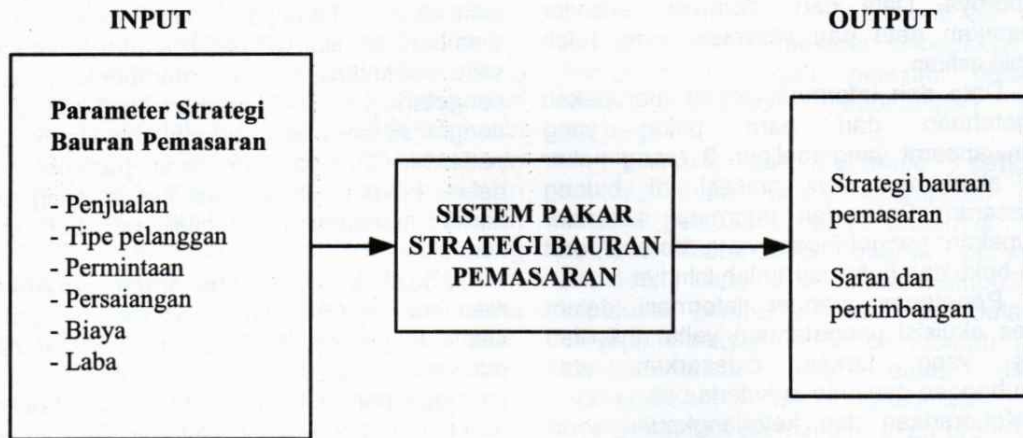 INPUT
OUTPUT
Parameter Strategi
Bauran Pemasaran
- Penjualan
- Tipe pelanggan
- Permintaan
- Persaiangan
- Biaya
- Laba
SISTEM PAKAR
STRATEGI BAURAN
PEMASARAN
Strategi bauran
pemasaran
Saran dan
pertimbangan